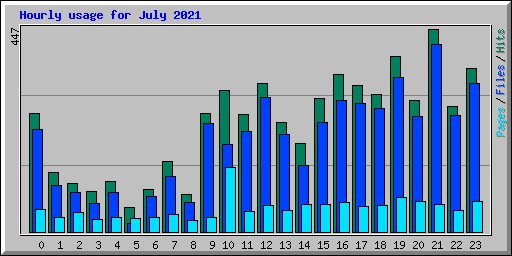 Hourly usage for July 2021
447
Pages/Files/Hits
0 1 2 3 4 5 6 7 8 9 10 11 12 13 14 15 16 17 18 19 20 21 22 23